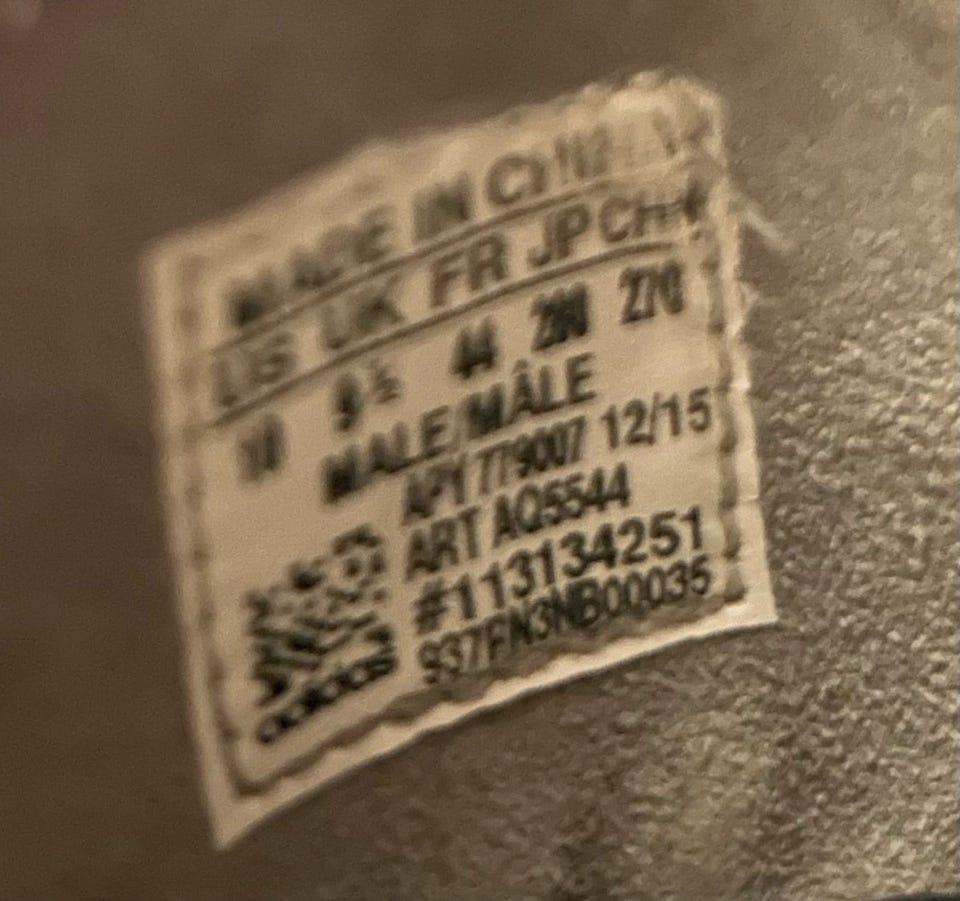 MADE IN CHINA
US UK FR JP CHN
10 9½ 44 280 270
MALE/MÂLE
APY 779007 12/15
ART AQ5544
#113134251
adidas